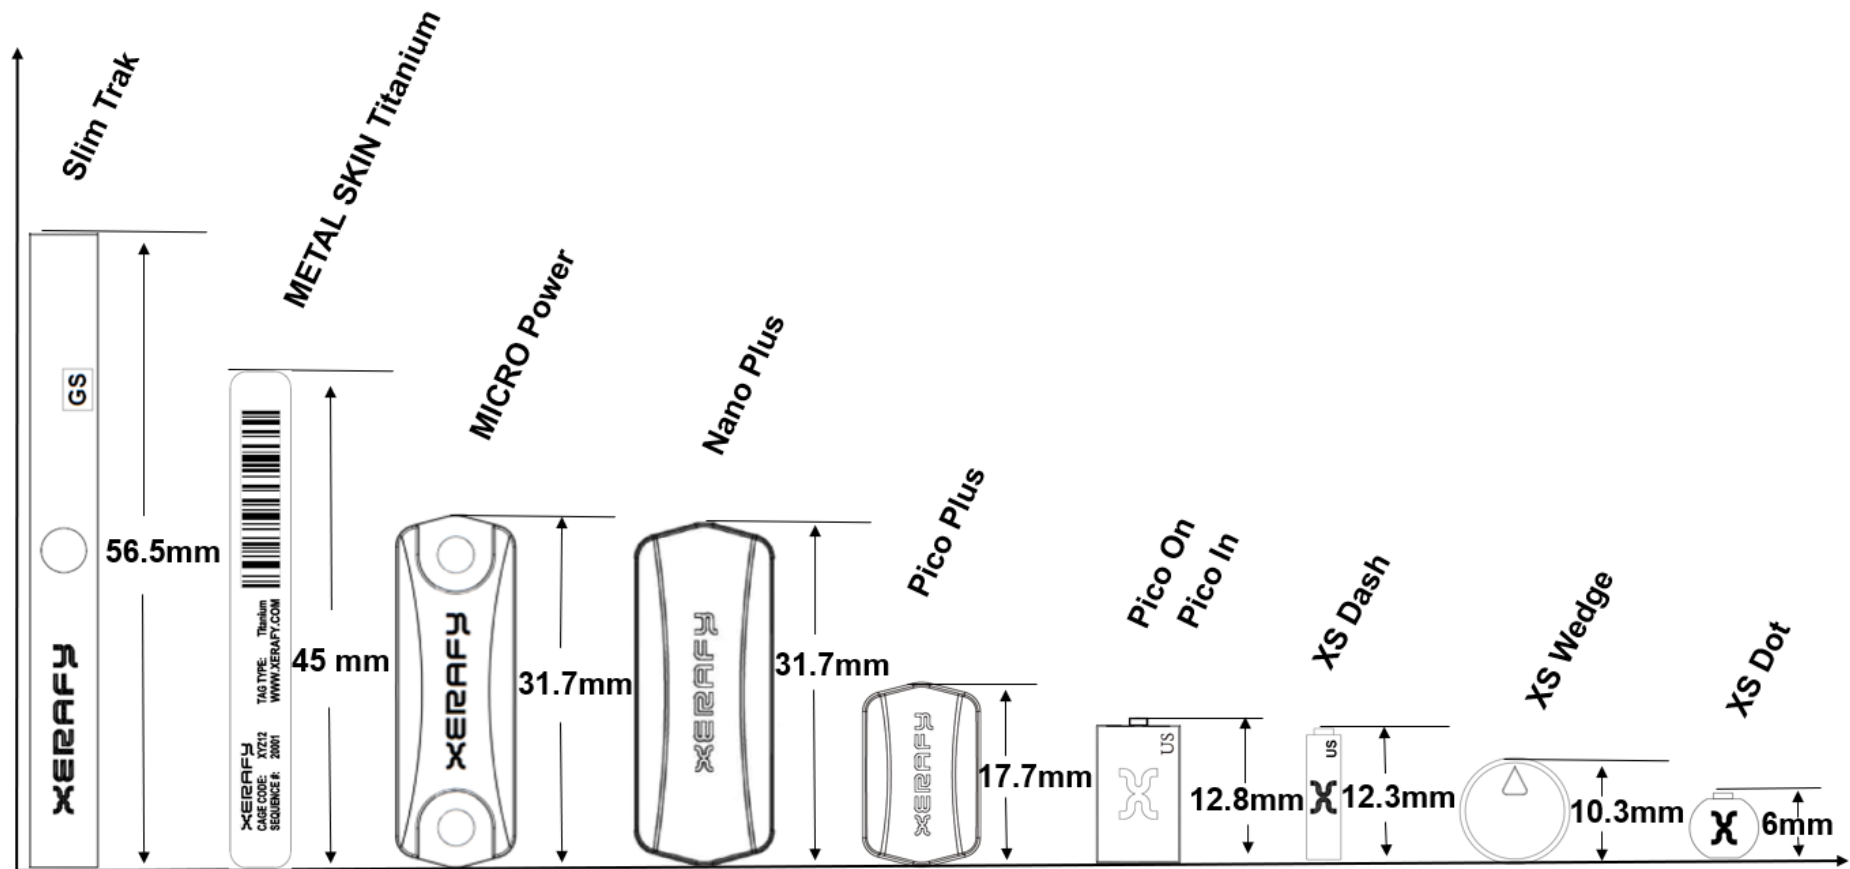 Slim Trak
METAL SKIN Titanium
MICRO Power
Nano Plus
Pico Plus
Pico On
Pico In
XS Dash
XS Wedge
XS Dot
GS
56.5mm
XERAFY
XERAFY
CAGE CODE: XYZ12 TAG TYPE: Titanium
SEQUENCE #: 20001 WWW.XERAFY.COM
45 mm
XERAFY
31.7mm
XERAFY
31.7mm
XERAFY
17.7mm
US
X
12.8mm
US
X
12.3mm
10.3mm
X
6mm